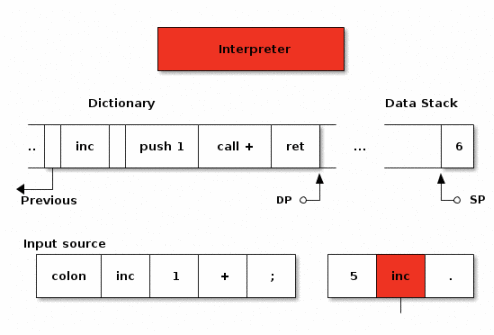 Interpreter
Dictionary Data Stack
.. inc push 1 call + ret ... 6
Previous DP SP
Input source
colon inc 1 + ; 5 inc .